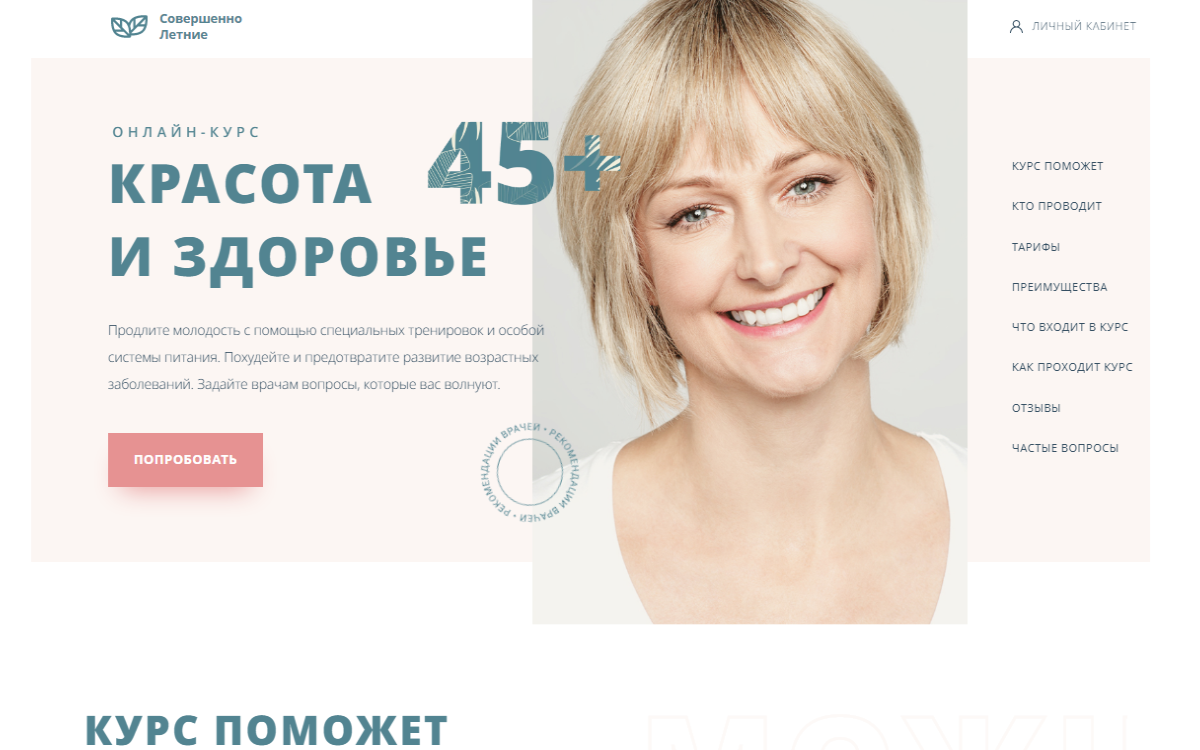 Совершенно
Летние
ЛИЧНЫЙ КАБИНЕТ
ОНЛАЙН-КУРС
КРАСОТА 45+
И ЗДОРОВЬЕ
Продлите молодость с помощью специальных тренировок и особой
системы питания. Похудейте и предотвратите развитие возрастных
заболеваний. Задайте врачам вопросы, которые вас волнуют.
ПОПРОБОВАТЬ
РЕКОМЕНДАЦИИ ВРАЧЕЙ • РЕКОМЕНДАЦИИ ВРАЧЕЙ •
КУРС ПОМОЖЕТ
КТО ПРОВОДИТ
ТАРИФЫ
ПРЕИМУЩЕСТВА
ЧТО ВХОДИТ В КУРС
КАК ПРОХОДИТ КУРС
ОТЗЫВЫ
ЧАСТЫЕ ВОПРОСЫ
КУРС ПОМОЖЕТ